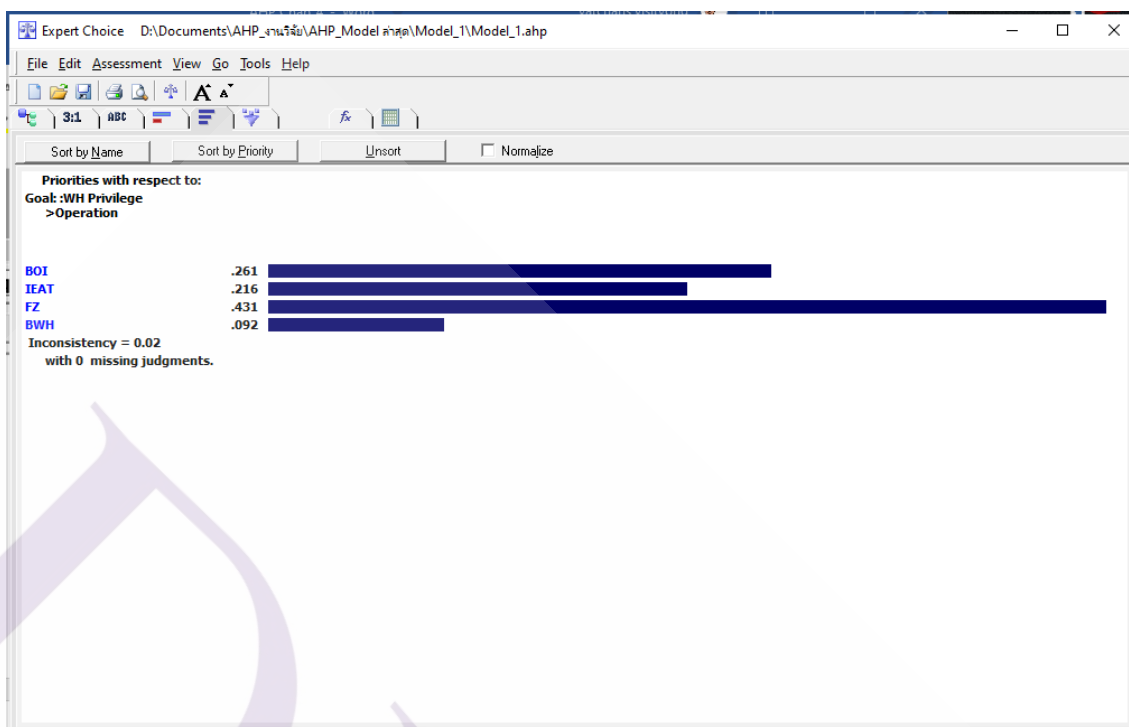 Expert Choice D:\Documents\AHP_งานวิจัย\AHP_Model ล่าสุด\Model_1\Model_1.ahp
File Edit Assessment View Go Tools Help
A A
3:1 ABC fx
Sort by Name Sort by Priority Unsort Normalize
Priorities with respect to:
Goal: :WH Privilege
>Operation
BOI .261
IEAT .216
FZ .431
BWH .092
Inconsistency = 0.02
with 0 missing judgments.